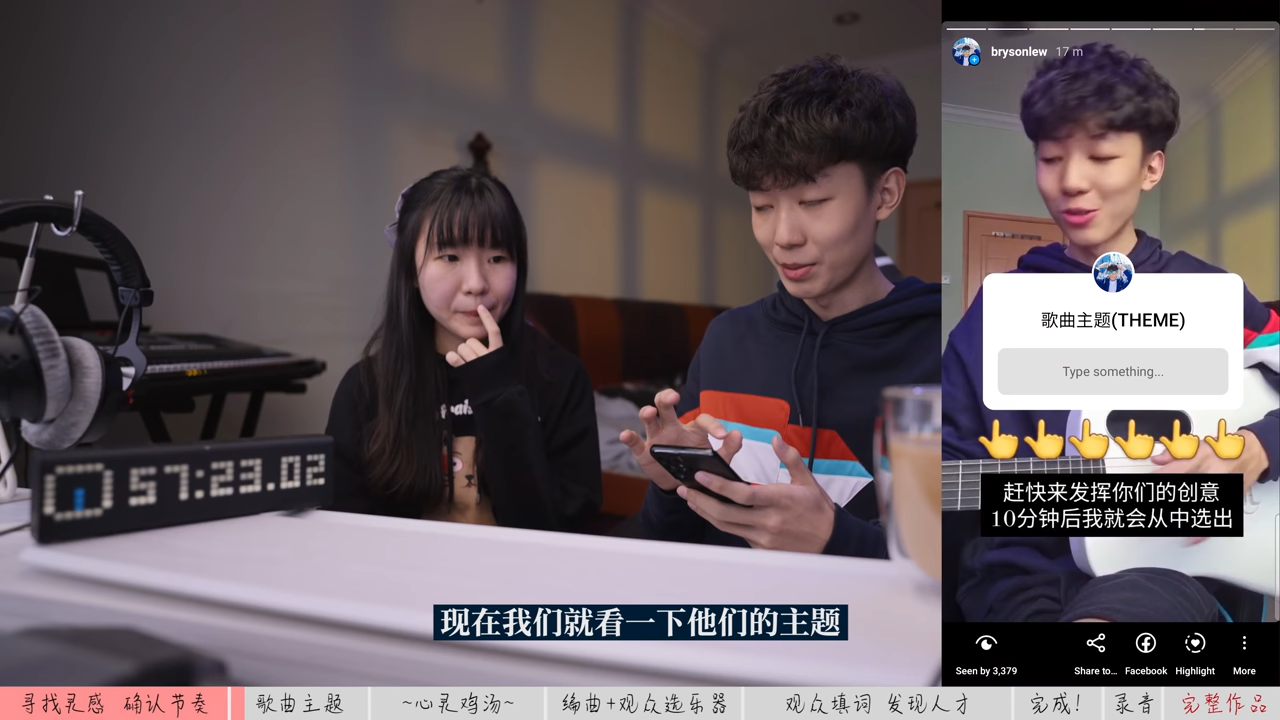 brysonlew 17 m
歌曲主题(THEME)
Type something...
赶快来发挥你们的创意
10分钟后我就会从中选出
57:23.02
现在我们就看一下他们的主题
Seen by 3,379
Share to...
Facebook
Highlight
More
寻找灵感 确认节奏
歌曲主题
~心灵鸡汤~
编曲+观众选乐器
观众填词 发现人才
完成!
录音
完整作品